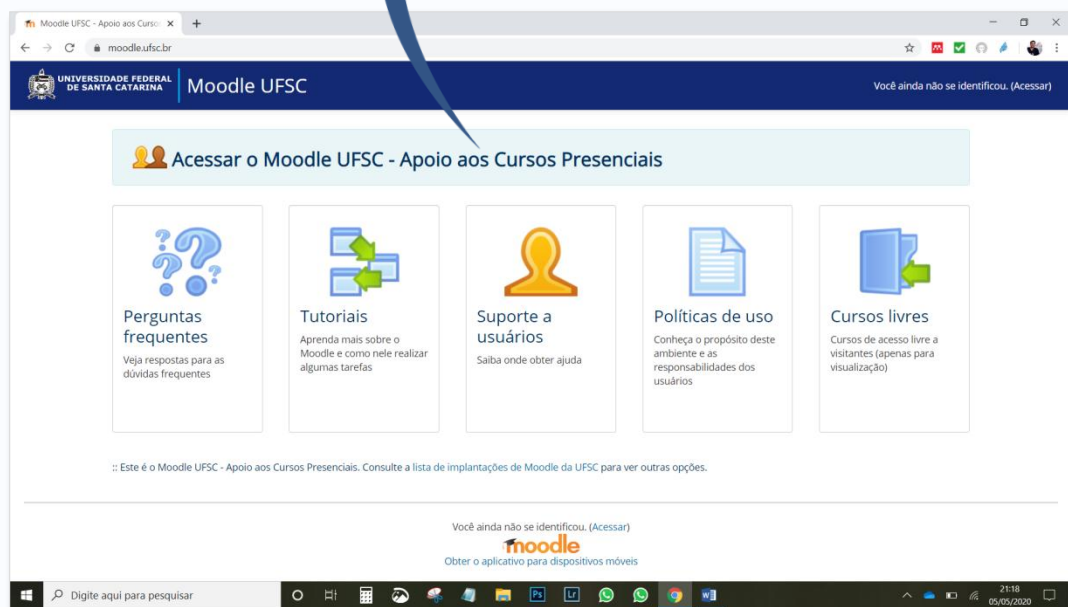 Moodle UFSC - Apoio aos Cursos
moodle.ufsc.br
UNIVERSIDADE FEDERAL
DE SANTA CATARINA
Moodle UFSC
Você ainda não se identificou. (Acessar)
Acessar o Moodle UFSC - Apoio aos Cursos Presenciais
Perguntas
frequentes
Veja respostas para as
dúvidas frequentes
Tutoriais
Aprenda mais sobre o
Moodle e como nele realizar
algumas tarefas
Suporte a
usuários
Saiba onde obter ajuda
Políticas de uso
Conheça o propósito deste
ambiente e as
responsabilidades dos
usuários
Cursos livres
Cursos de acesso livre a
visitantes (apenas para
visualização)
:: Este é o Moodle UFSC - Apoio aos Cursos Presenciais. Consulte a lista de implantações de Moodle da UFSC para ver outras opções.
Você ainda não se identificou. (Acessar)
moodle
Obter o aplicativo para dispositivos móveis
Digite aqui para pesquisar
Ps
Lr
21:18
05/05/2020